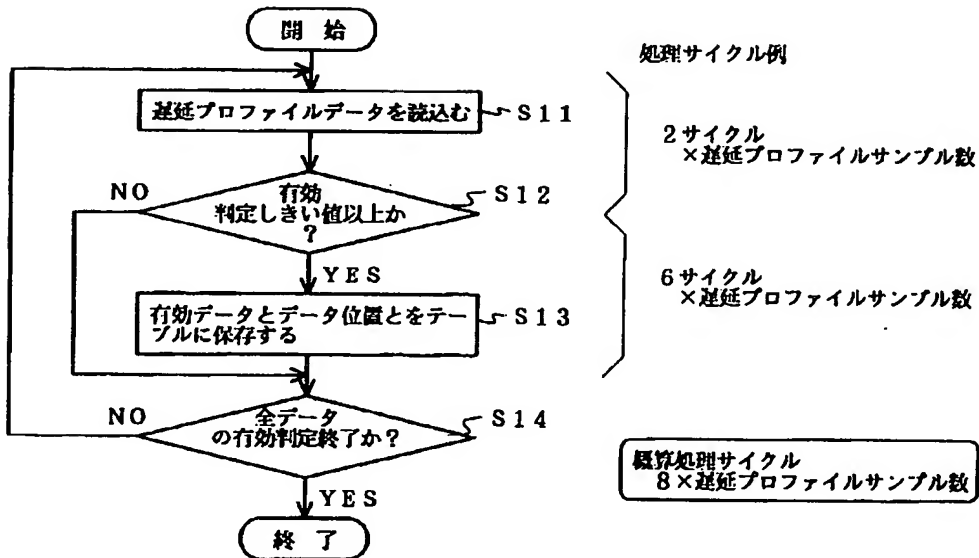 開 始
処理サイクル例
遅延プロファイルデータを読込む
S11
2サイクル
×遅延プロファイルサンプル数
NO
有効
判定しきい値以上か
?
S12
YES
6サイクル
×遅延プロファイルサンプル数
有効データとデータ位置とをテー
ブルに保存する
S13
NO
全データ
の有効判定終了か?
S14
概算処理サイクル
8×遅延プロファイルサンプル数
YES
終 了